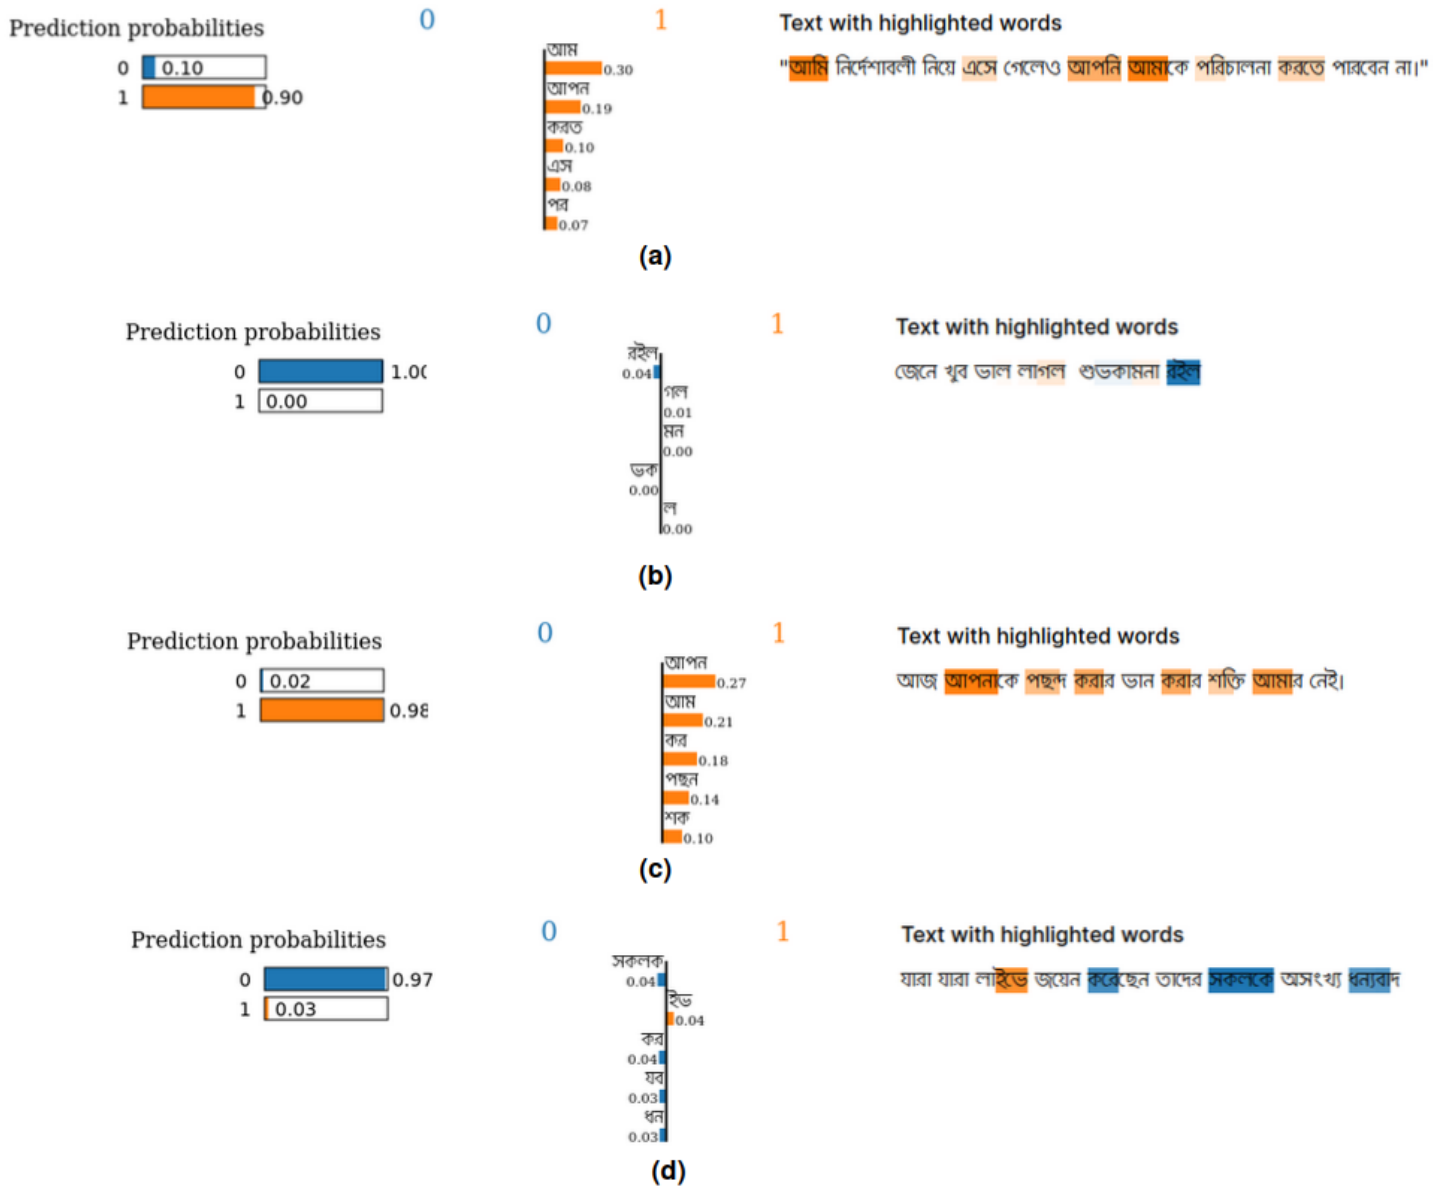 Prediction probabilities
0 0.10
1 0.90
0
1
আম
0.30
আপন
0.19
করত
0.10
এস
0.08
পর
0.07
Text with highlighted words
"আমি নির্দেশাবলী নিয়ে এসে গেলেও আপনি আমাকে পরিচালনা করতে পারবেন না।"
(a)
Prediction probabilities
0 1.00
1 0.00
0
1
রইল
0.04
গল
0.01
মন
0.00
ভক
0.00
ল
0.00
Text with highlighted words
জেনে খুব ভাল লাগল শুভকামনা রইল
(b)
Prediction probabilities
0 0.02
1 0.98
0
1
আপন
0.27
আম
0.21
কর
0.18
পছন
0.14
শক
0.10
Text with highlighted words
আজ আপনাকে পছন্দ করার ভান করার শক্তি আমার নেই।
(c)
Prediction probabilities
0 0.97
1 0.03
0
1
সকলক
0.04
ইভ
0.04
কর
0.04
যব
0.03
ধন
0.03
Text with highlighted words
যারা যারা লাইভে জয়েন করেছেন তাদের সকলকে অসংখ্য ধন্যবাদ
(d)